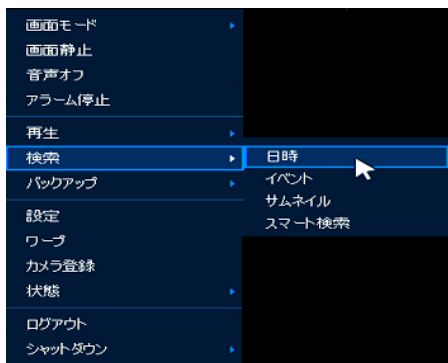 画面モード
画面静止
音声オフ
アラーム停止
再生
検索
バックアップ
設定
ワープ
カメラ登録
状態
ログアウト
シャットダウン
日時
イベント
サムネイル
スマート検索